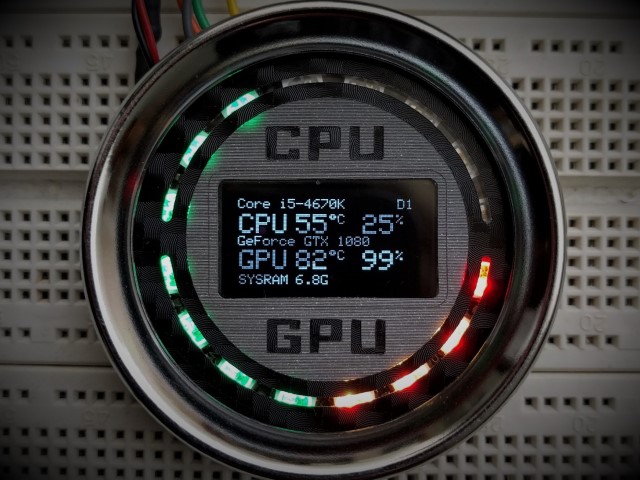 CPU
Core i5-4670K D1
CPU 55°C 25%
GeForce GTX 1080
GPU 82°C 99%
SYSRAM 6.8G
GPU